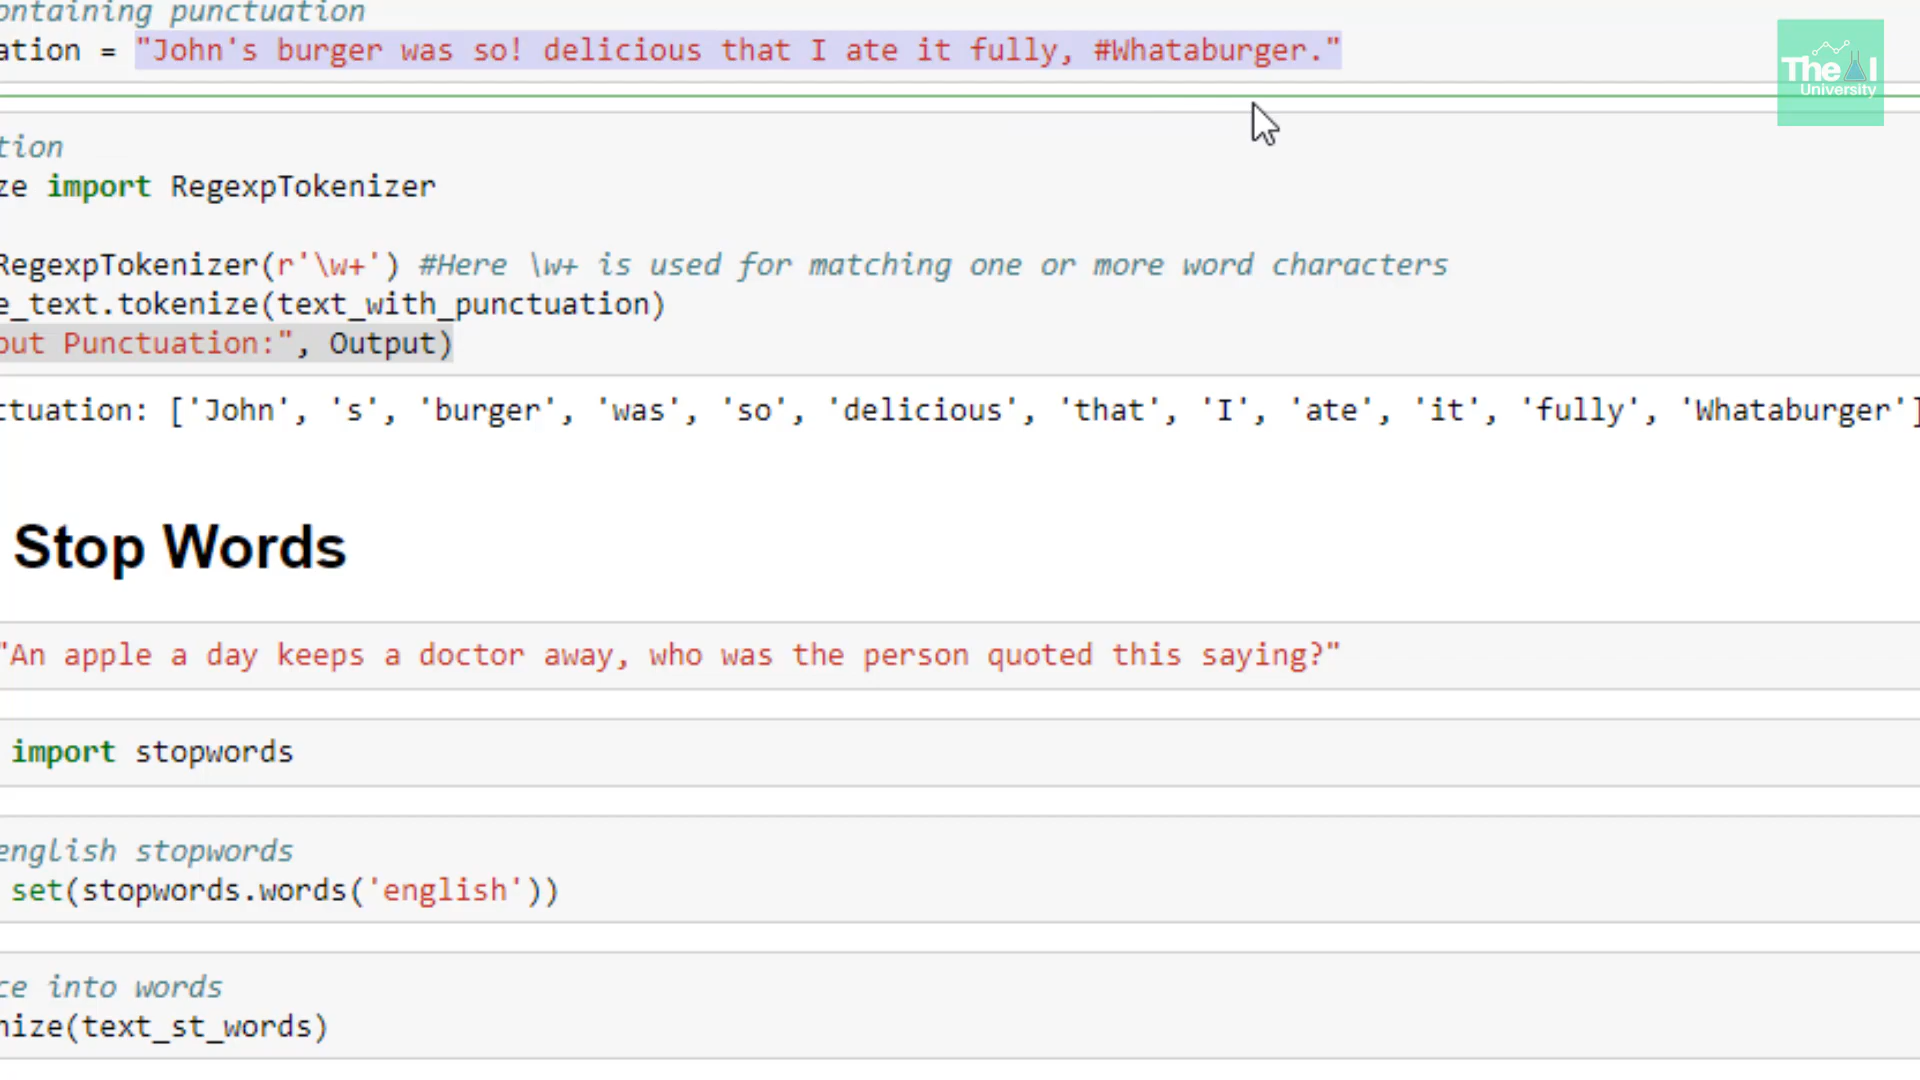 ontaining punctuation
ation = "John's burger was so! delicious that I ate it fully, #Whataburger."
The AI
University
tion
ze import RegexpTokenizer
RegexpTokenizer(r'\w+') #Here \w+ is used for matching one or more word characters
e_text.tokenize(text_with_punctuation)
out Punctuation:", Output)
ctuation: ['John', 's', 'burger', 'was', 'so', 'delicious', 'that', 'I', 'ate', 'it', 'fully', 'Whataburger']
Stop Words
"An apple a day keeps a doctor away, who was the person quoted this saying?"
import stopwords
english stopwords
set(stopwords.words('english'))
ce into words
nize(text_st_words)